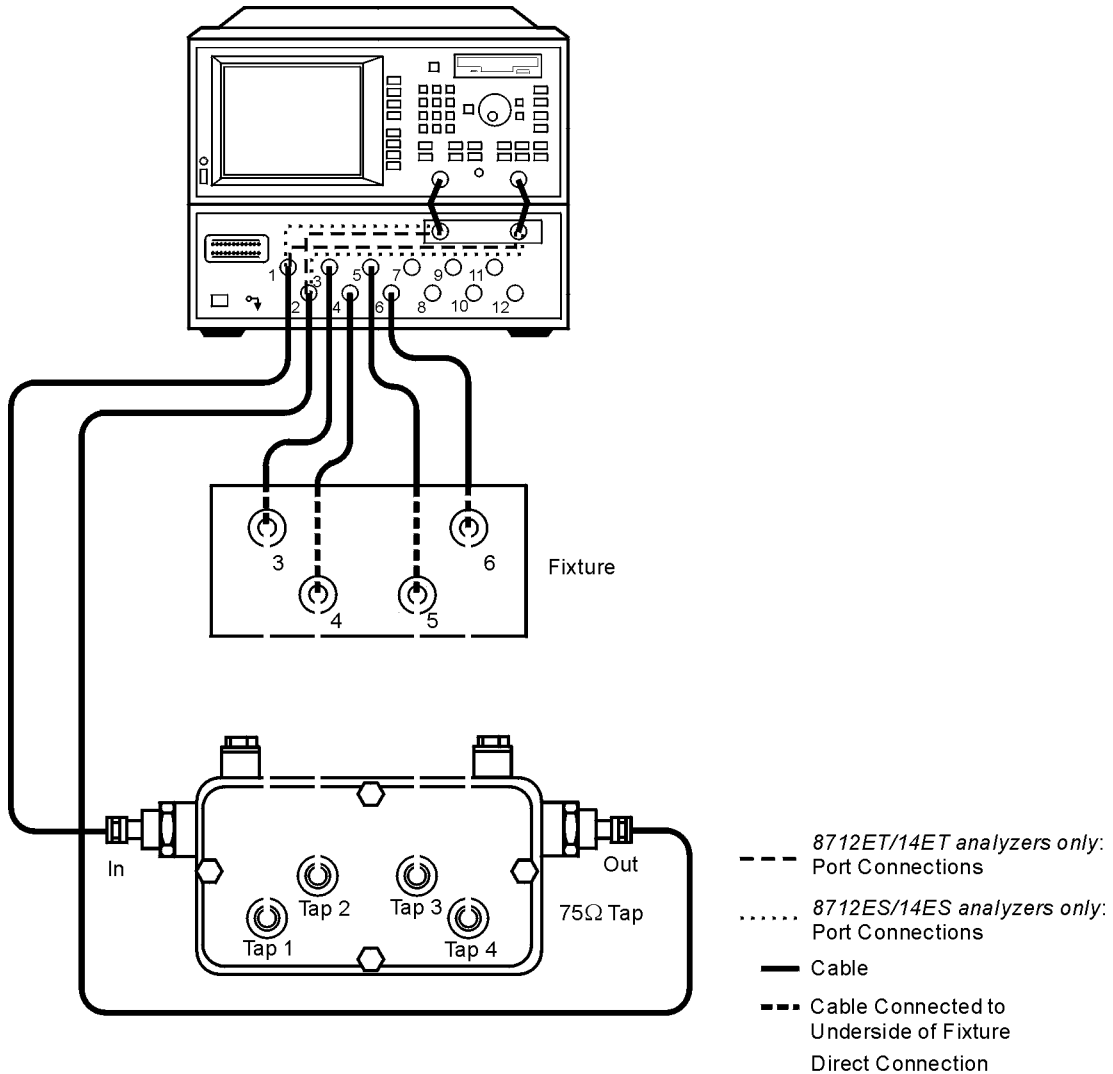 1 3 5 7 9 11
2 4 6 8 10 12
3 6
Fixture
4 5
In
Out
Tap 2 Tap 3
75Ω Tap
Tap 1 Tap 4
8712ET/14ET analyzers only:
Port Connections
8712ES/14ES analyzers only:
Port Connections
Cable
Cable Connected to
Underside of Fixture
Direct Connection